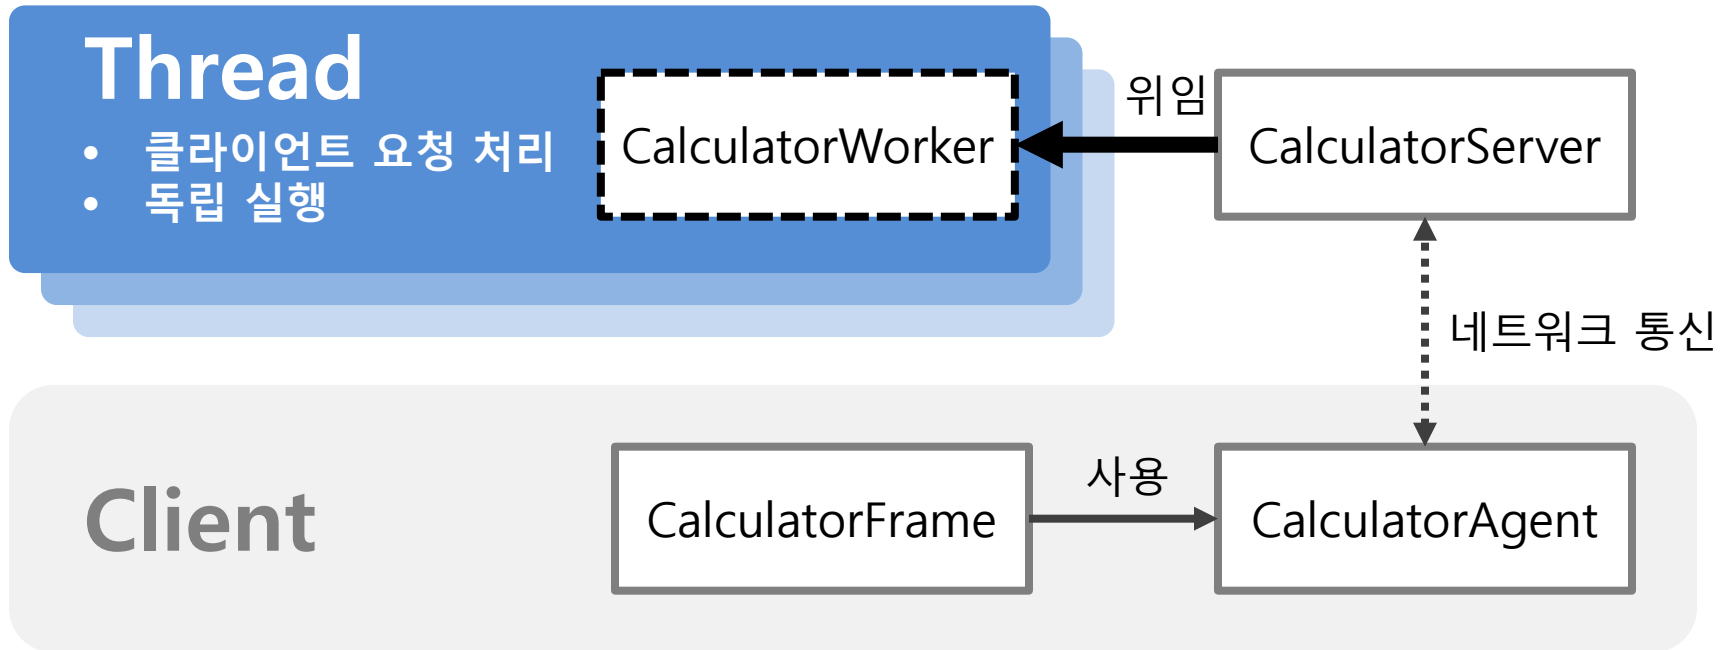 Thread
• 클라이언트 요청 처리
• 독립 실행
CalculatorWorker
위임
CalculatorServer
네트워크 통신
Client
CalculatorFrame
사용
CalculatorAgent